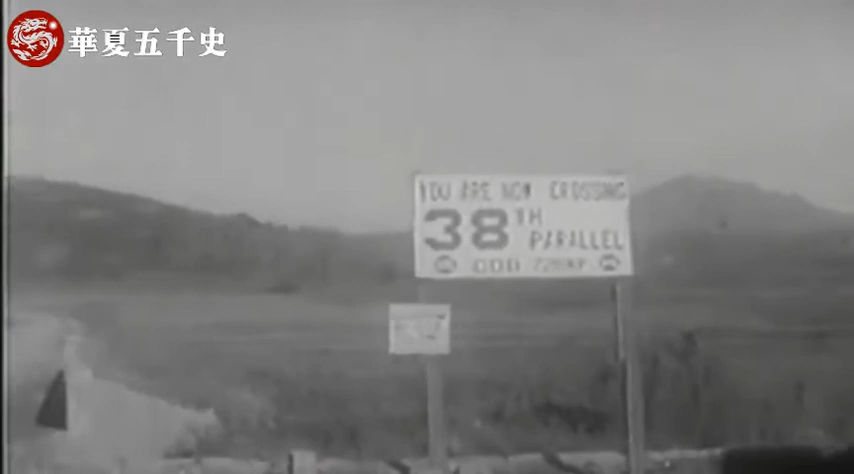 華夏五千史
YOU ARE NOW CROSSING
38TH
PARALLEL